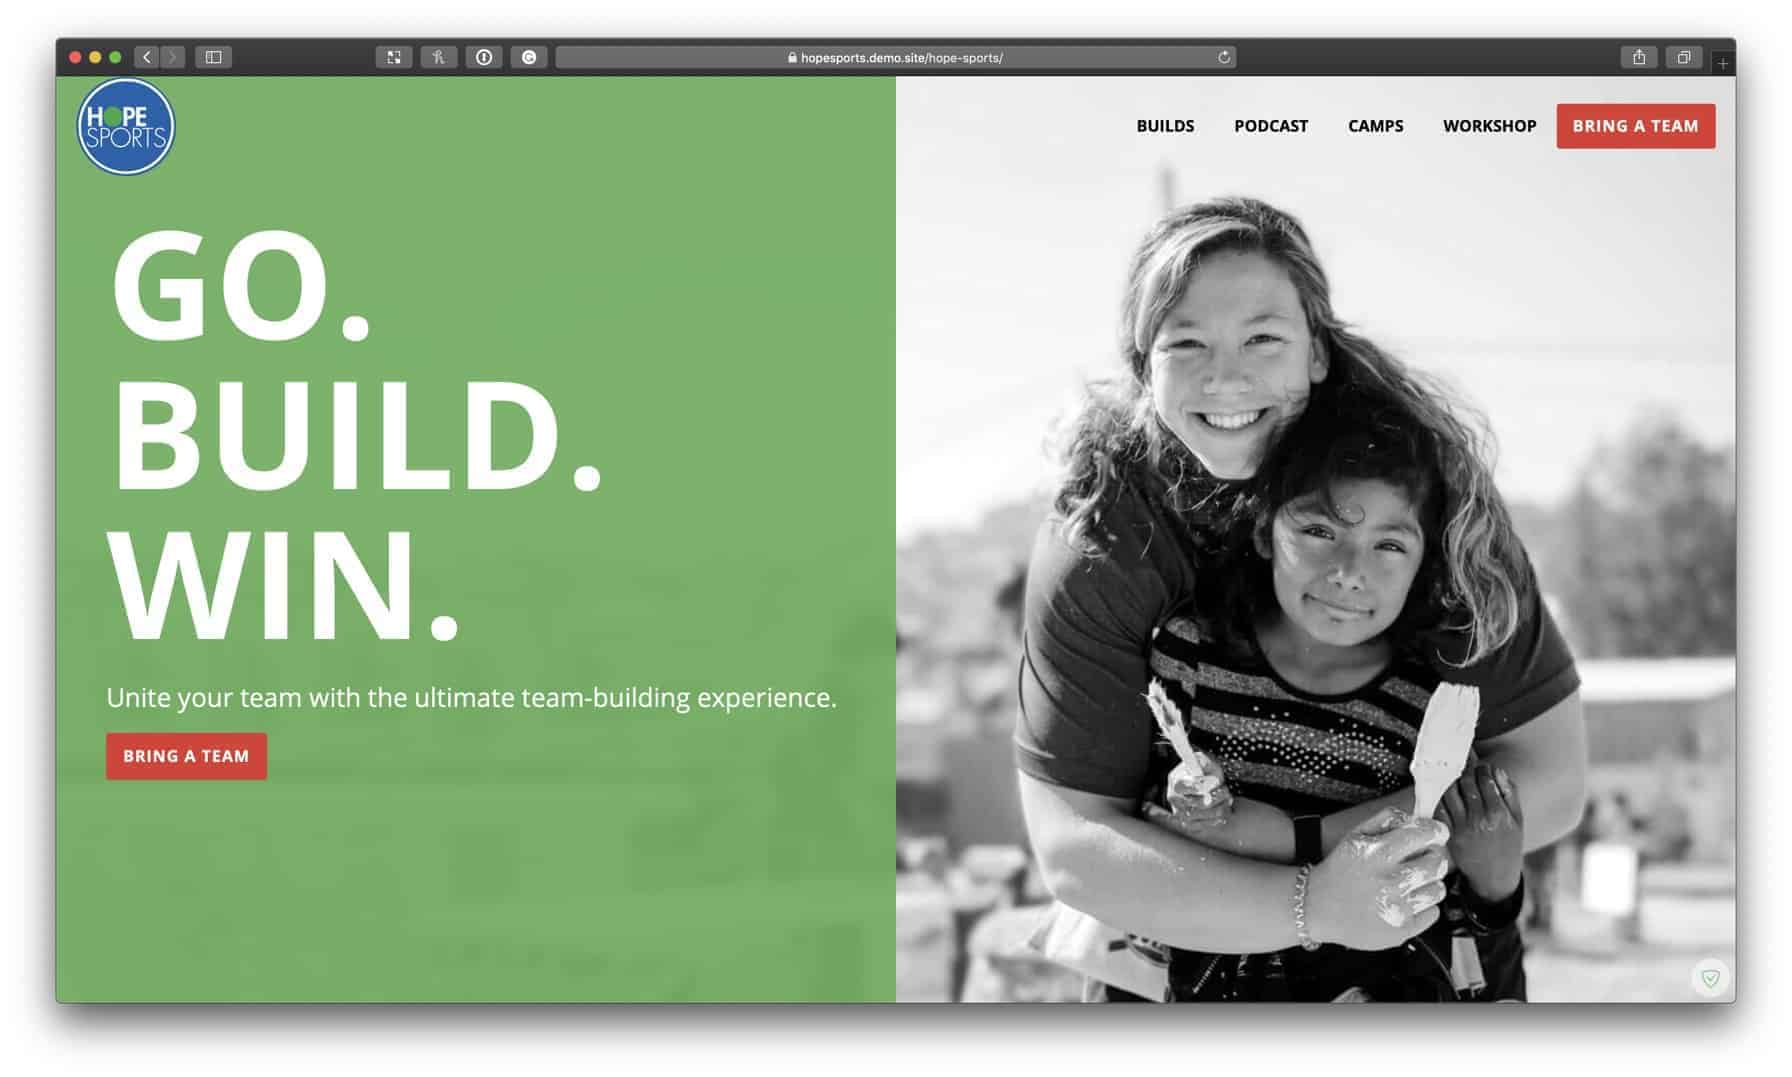 hopesports.demo.site/hope-sports/
HOPE
SPORTS
BUILDS
PODCAST
CAMPS
WORKSHOP
BRING A TEAM
GO.
BUILD.
WIN.
Unite your team with the ultimate team-building experience.
BRING A TEAM